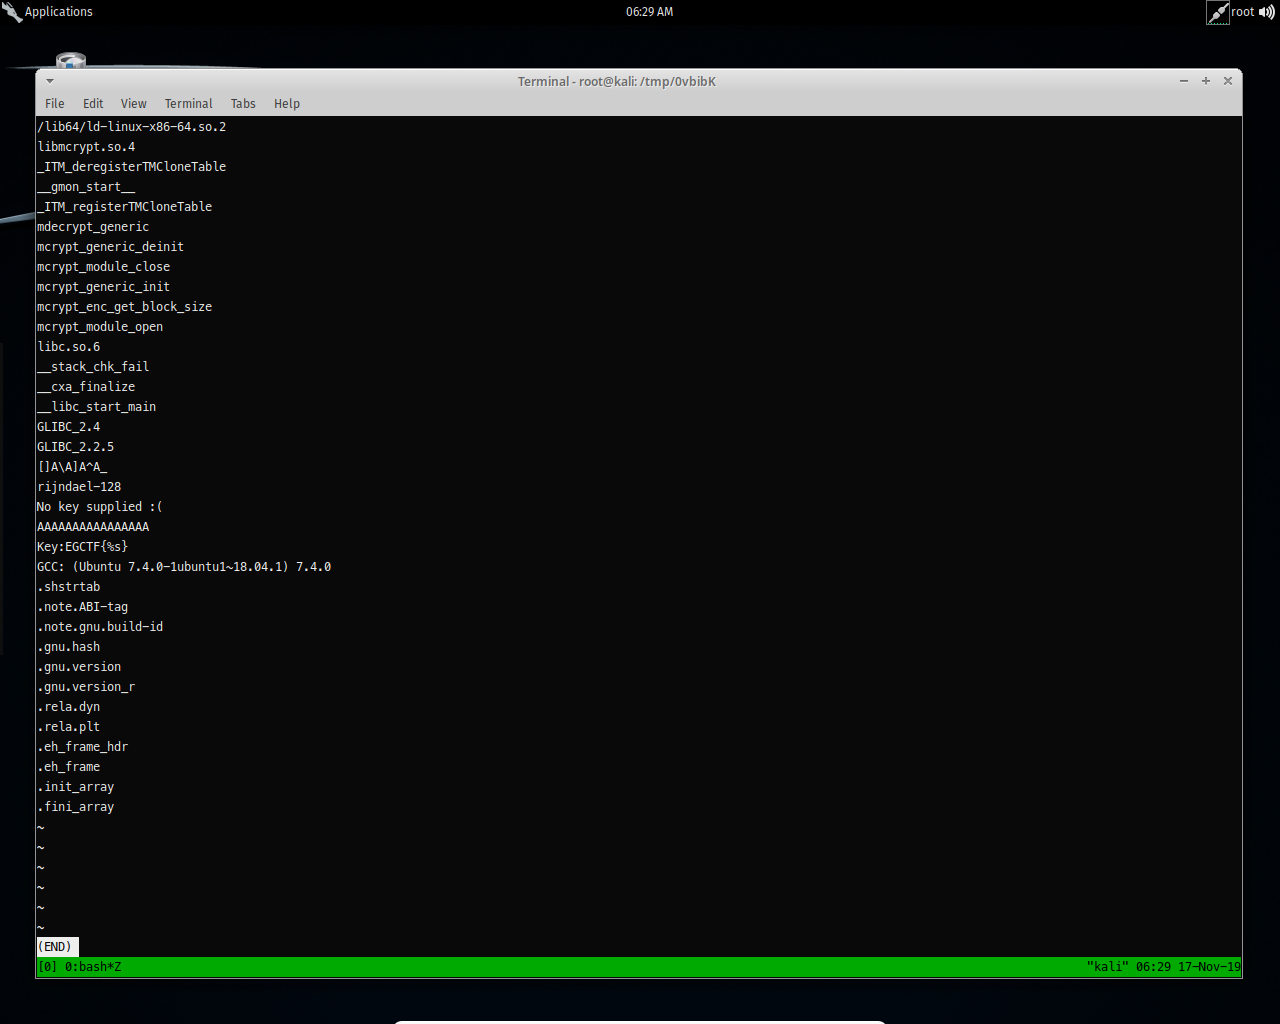 Applications
06:29 AM
root
Terminal - root@kali: /tmp/0vbibK
File Edit View Terminal Tabs Help
/lib64/ld-linux-x86-64.so.2
libmcrypt.so.4
_ITM_deregisterTMCloneTable
__gmon_start__
_ITM_registerTMCloneTable
mdecrypt_generic
mcrypt_generic_deinit
mcrypt_module_close
mcrypt_generic_init
mcrypt_enc_get_block_size
mcrypt_module_open
libc.so.6
__stack_chk_fail
__cxa_finalize
__libc_start_main
GLIBC_2.4
GLIBC_2.2.5
[]A\A]A^A_
rijndael-128
No key supplied :(
AAAAAAAAAAAAAAAA
Key:EGCTF{%s}
GCC: (Ubuntu 7.4.0-1ubuntu1~18.04.1) 7.4.0
.shstrtab
.note.ABI-tag
.note.gnu.build-id
.gnu.hash
.gnu.version
.gnu.version_r
.rela.dyn
.rela.plt
.eh_frame_hdr
.eh_frame
.init_array
.fini_array
~
~
~
~
~
~
(END)
[0] 0:bash*Z "kali" 06:29 17-Nov-19